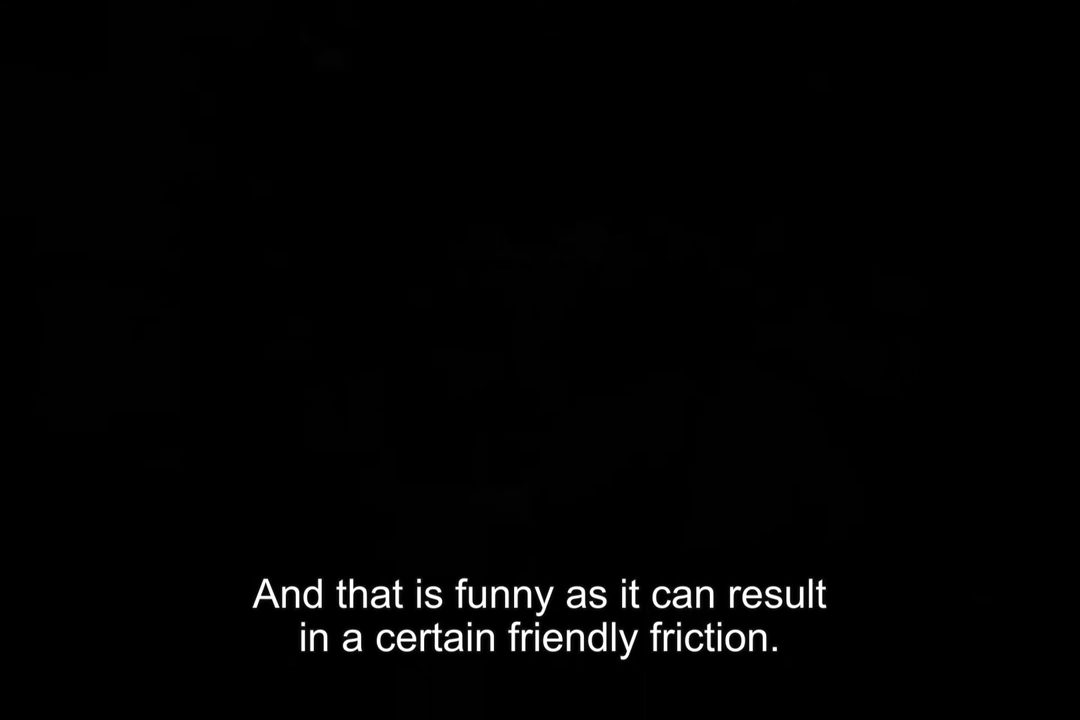 And that is funny as it can result
in a certain friendly friction.